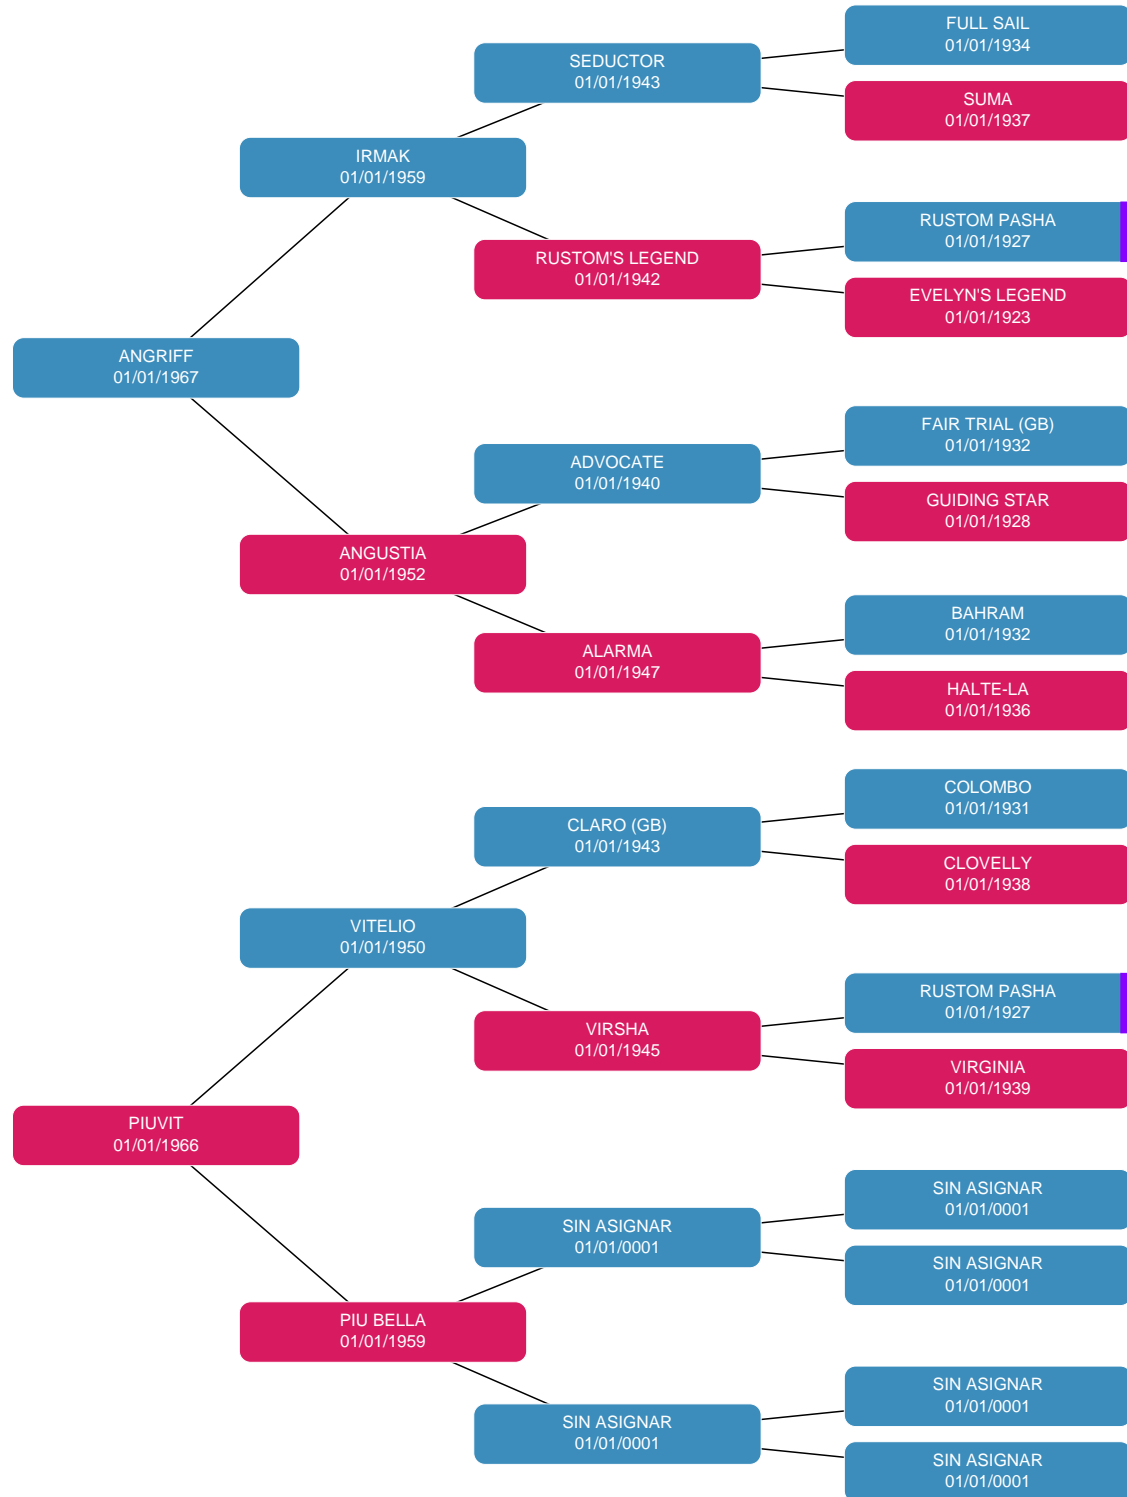 FULL SAIL
01/01/1934
SEDUCTOR
01/01/1943
SUMA
01/01/1937
IRMAK
01/01/1959
RUSTOM PASHA
01/01/1927
RUSTOM'S LEGEND
01/01/1942
EVELYN'S LEGEND
01/01/1923
ANGRIFF
01/01/1967
FAIR TRIAL (GB)
01/01/1932
ADVOCATE
01/01/1940
GUIDING STAR
01/01/1928
ANGUSTIA
01/01/1952
BAHRAM
01/01/1932
ALARMA
01/01/1947
HALTE-LA
01/01/1936
COLOMBO
01/01/1931
CLARO (GB)
01/01/1943
CLOVELLY
01/01/1938
VITELIO
01/01/1950
RUSTOM PASHA
01/01/1927
VIRSHA
01/01/1945
VIRGINIA
01/01/1939
PIUVIT
01/01/1966
SIN ASIGNAR
01/01/0001
SIN ASIGNAR
01/01/0001
SIN ASIGNAR
01/01/0001
PIU BELLA
01/01/1959
SIN ASIGNAR
01/01/0001
SIN ASIGNAR
01/01/0001
SIN ASIGNAR
01/01/0001